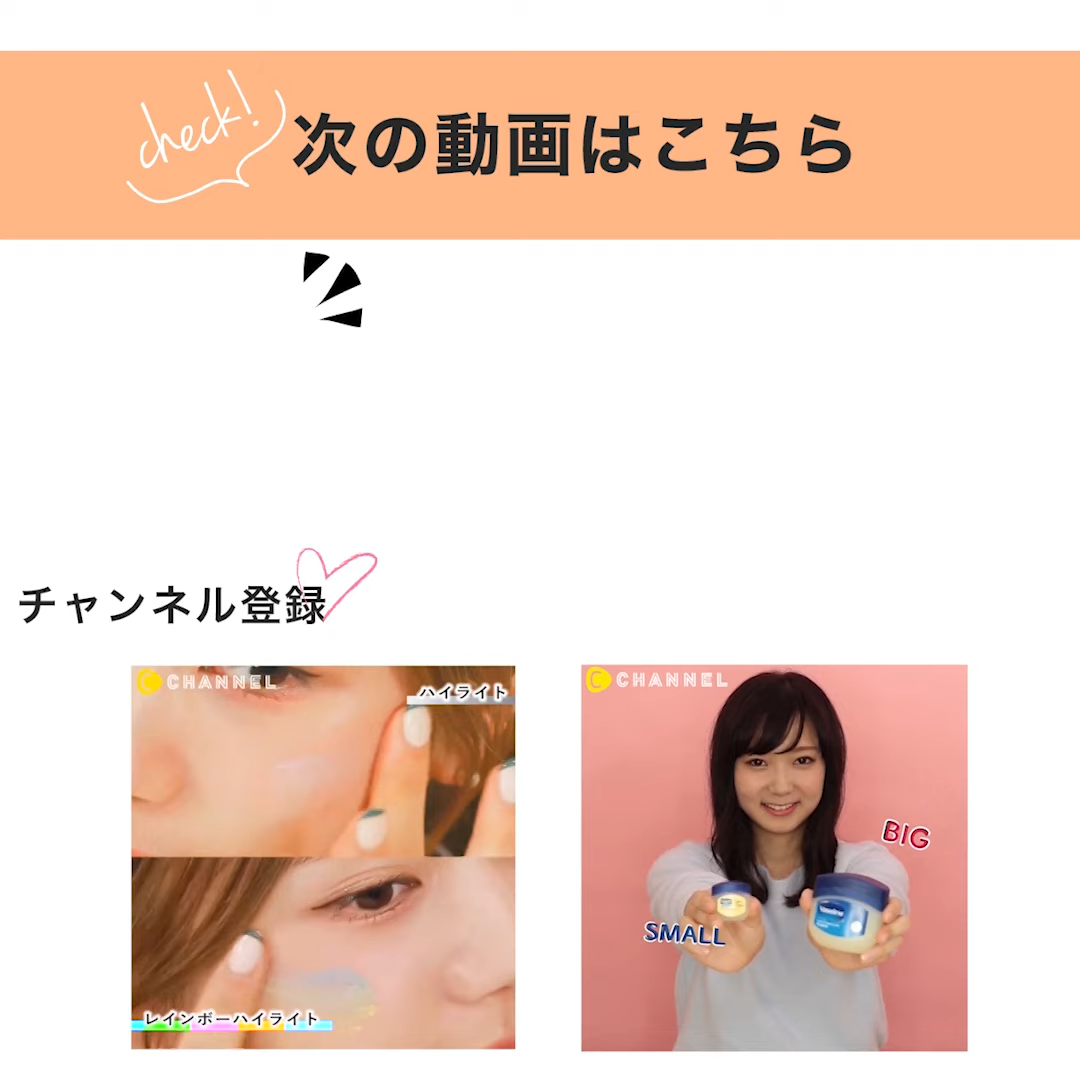 check!
次の動画はこちら
チャンネル登録
C CHANNEL
ハイライト
レインボーハイライト
C CHANNEL
BIG
SMALL
Vaseline